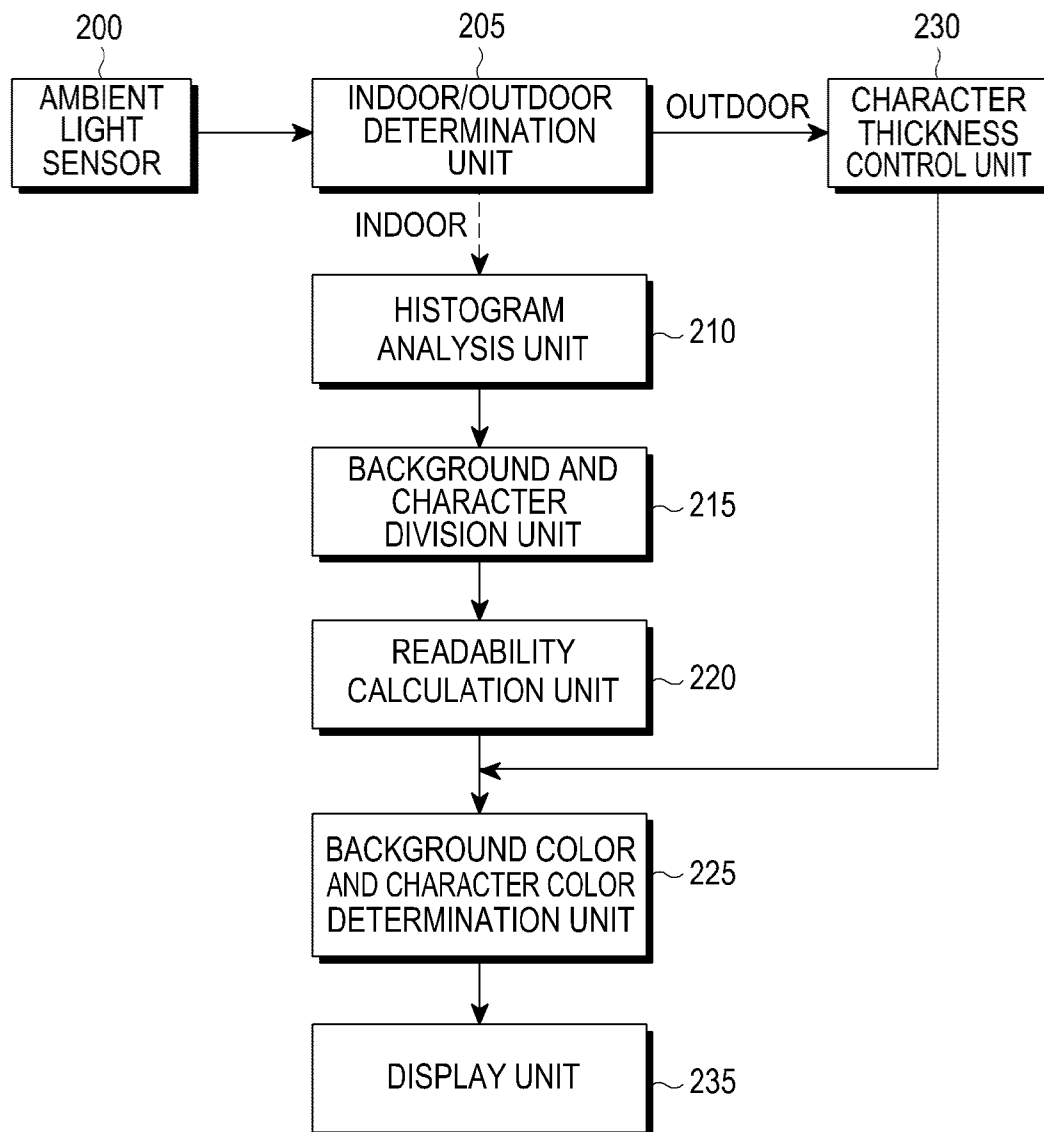 200
205
230
AMBIENT
LIGHT
SENSOR
INDOOR/OUTDOOR
DETERMINATION
UNIT
OUTDOOR
CHARACTER
THICKNESS
CONTROL UNIT
INDOOR
HISTOGRAM
ANALYSIS UNIT
210
BACKGROUND AND
CHARACTER
DIVISION UNIT
215
READABILITY
CALCULATION UNIT
220
BACKGROUND COLOR
AND CHARACTER COLOR
DETERMINATION UNIT
225
DISPLAY UNIT
235